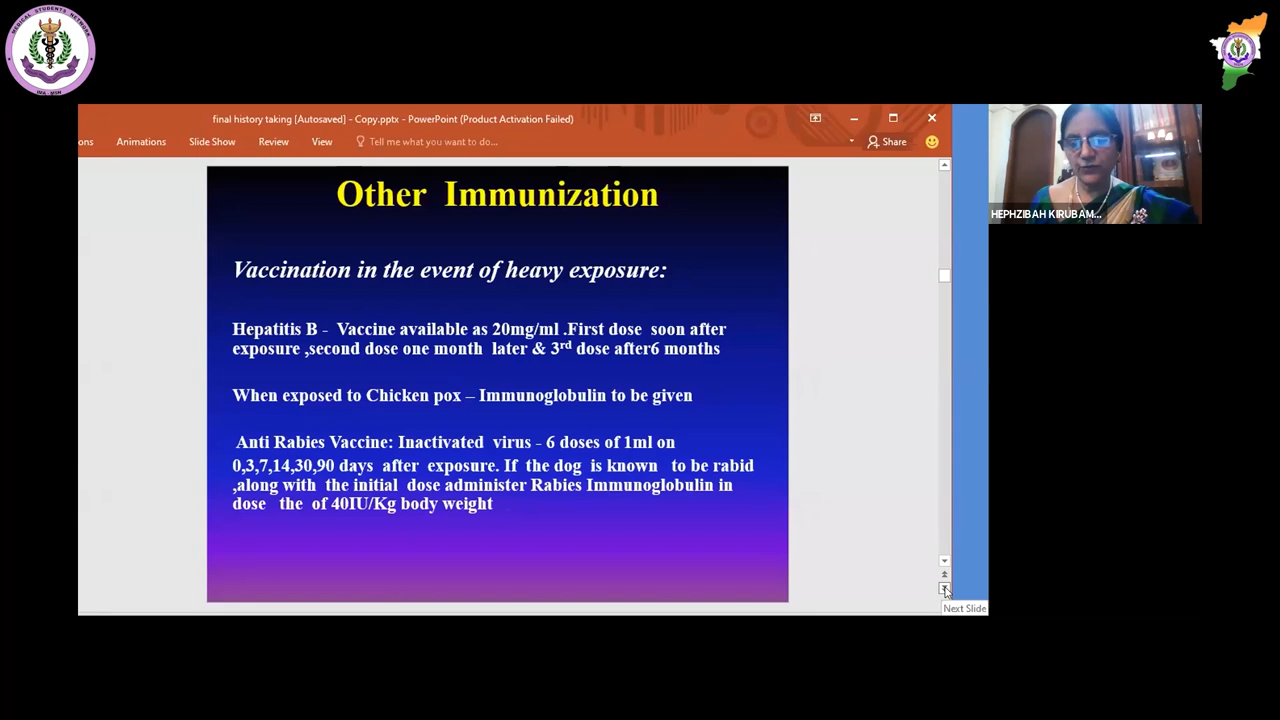 MEDICAL STUDENTS NETWORK
IMA - MSN
final history taking [Autosaved] - Copy.pptx - PowerPoint (Product Activation Failed)
ons Animations Slide Show Review View Tell me what you want to do... Share
Other Immunization
Vaccination in the event of heavy exposure:
Hepatitis B - Vaccine available as 20mg/ml .First dose soon after
exposure ,second dose one month later & 3rd dose after6 months
When exposed to Chicken pox – Immunoglobulin to be given
Anti Rabies Vaccine: Inactivated virus - 6 doses of 1ml on
0,3,7,14,30,90 days after exposure. If the dog is known to be rabid
,along with the initial dose administer Rabies Immunoglobulin in
dose the of 40IU/Kg body weight
Next Slide
HEPHZIBAH KIRUBAM...